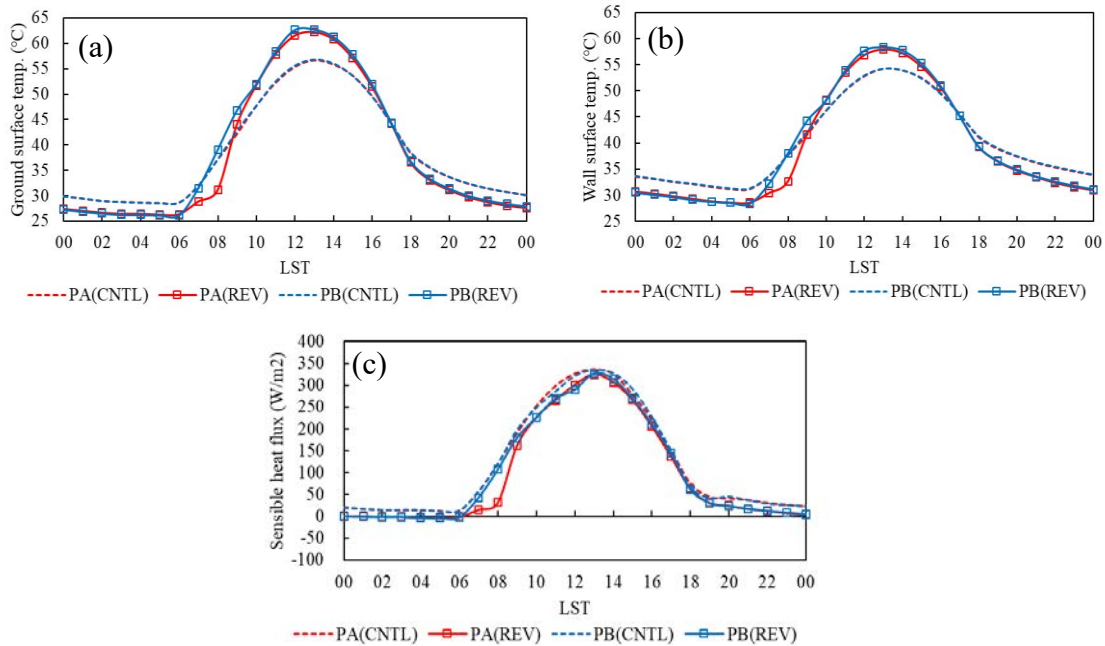 (a)
Ground surface temp. (°C)
65
60
55
50
45
40
35
30
25
00 02 04 06 08 10 12 14 16 18 20 22 00
LST
PA(CNTL) PA(REV) PB(CNTL) PB(REV)
(b)
Wall surface temp. (°C)
65
60
55
50
45
40
35
30
25
00 02 04 06 08 10 12 14 16 18 20 22 00
LST
PA(CNTL) PA(REV) PB(CNTL) PB(REV)
(c)
Sensible heat flux (W/m2)
400
350
300
250
200
150
100
50
0
-50
-100
00 02 04 06 08 10 12 14 16 18 20 22 00
LST
PA(CNTL) PA(REV) PB(CNTL) PB(REV)